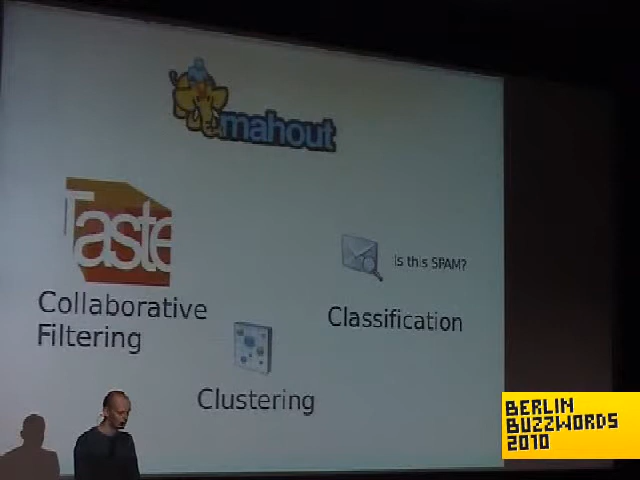 mahout
Taste
Is this SPAM?
Collaborative
Filtering
Classification
Clustering
BERLIN
BUZZWORDS
2010